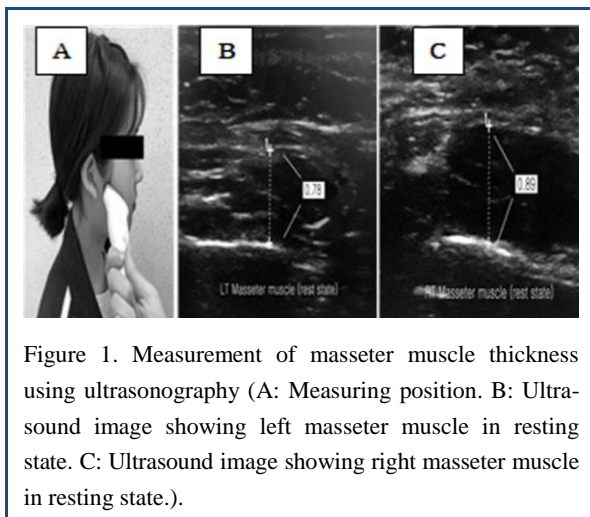 A
B
C
0.78
0.89
LT Masseter muscle (rest state)
RT Masseter muscle (rest state)
Figure 1. Measurement of masseter muscle thickness
using ultrasonography (A: Measuring position. B: Ultra-
sound image showing left masseter muscle in resting
state. C: Ultrasound image showing right masseter muscle
in resting state.).